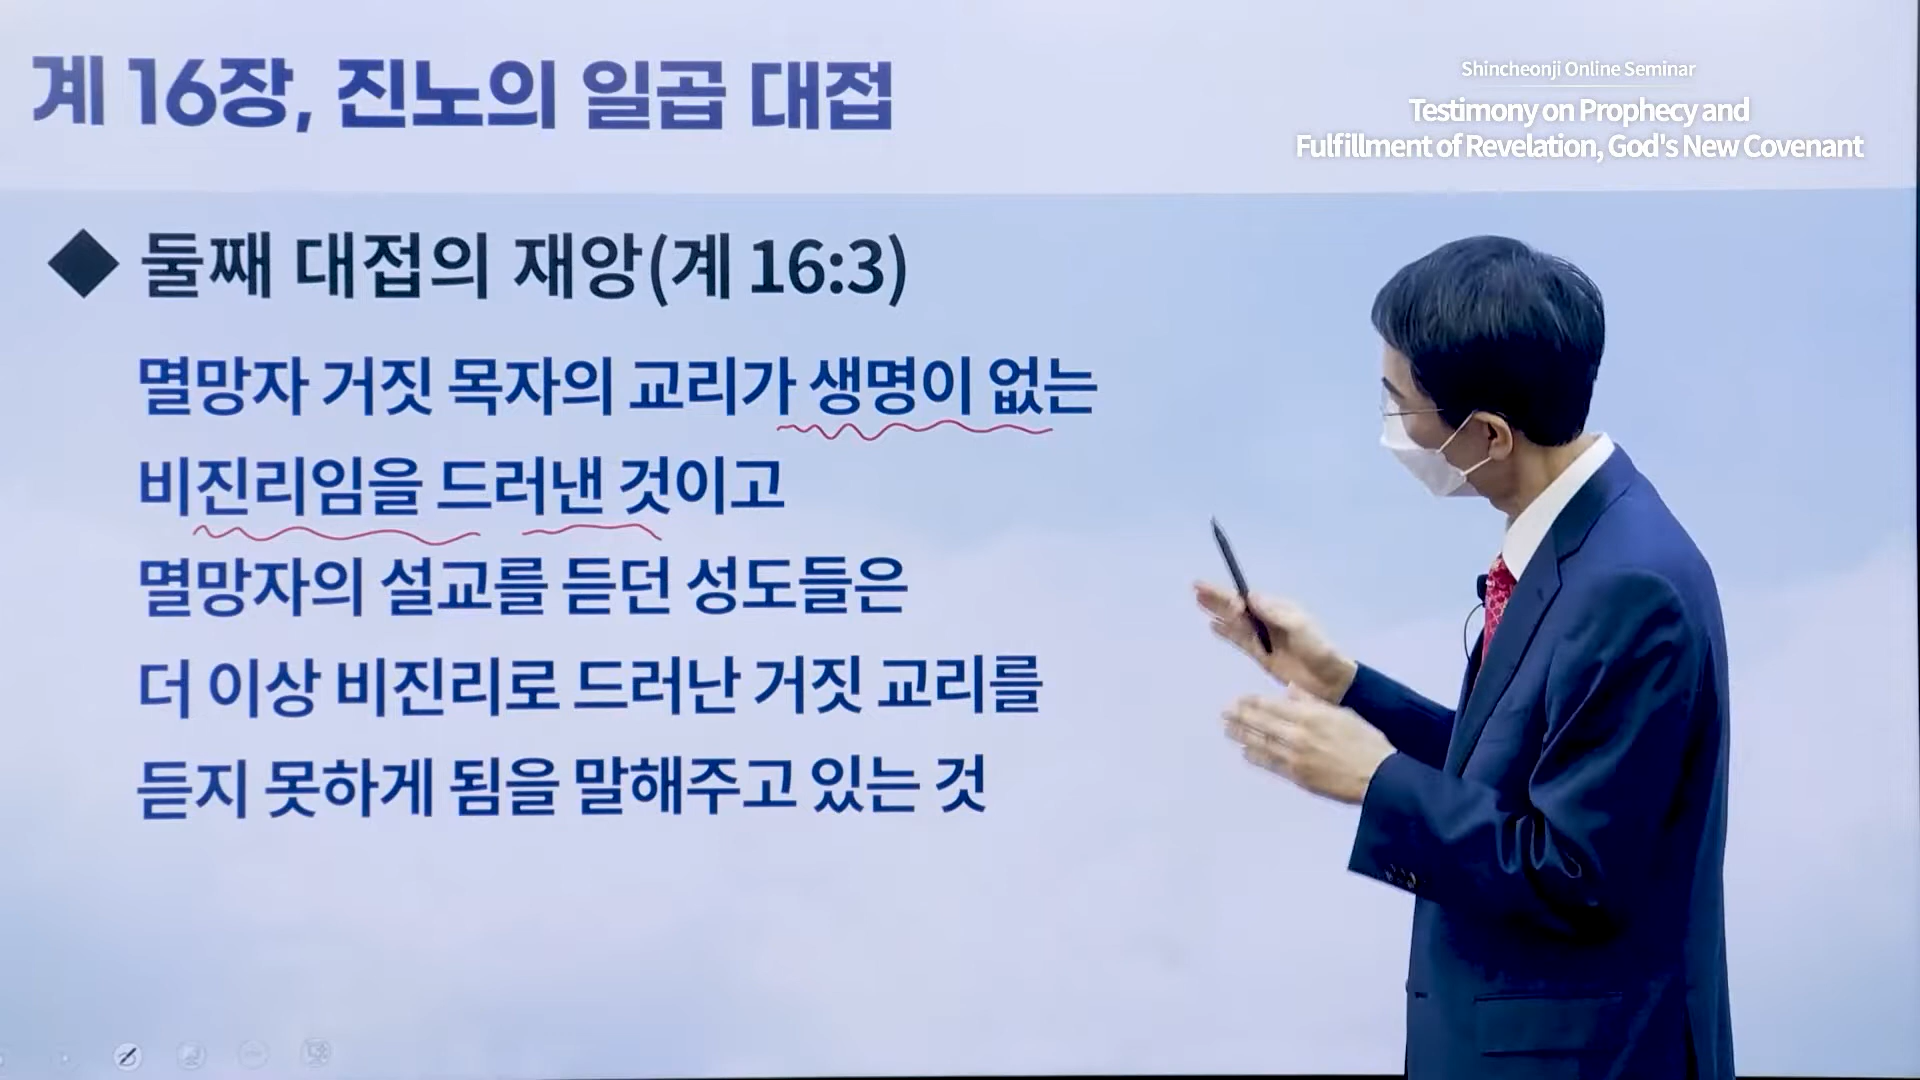 계 16장, 진노의 일곱 대접
Shincheonji Online Seminar
Testimony on Prophecy and
Fulfillment of Revelation, God's New Covenant
◆ 둘째 대접의 재앙(계 16:3)
멸망자 거짓 목자의 교리가 생명이 없는
비진리임을 드러낸 것이고
멸망자의 설교를 듣던 성도들은
더 이상 비진리로 드러난 거짓 교리를
듣지 못하게 됨을 말해주고 있는 것